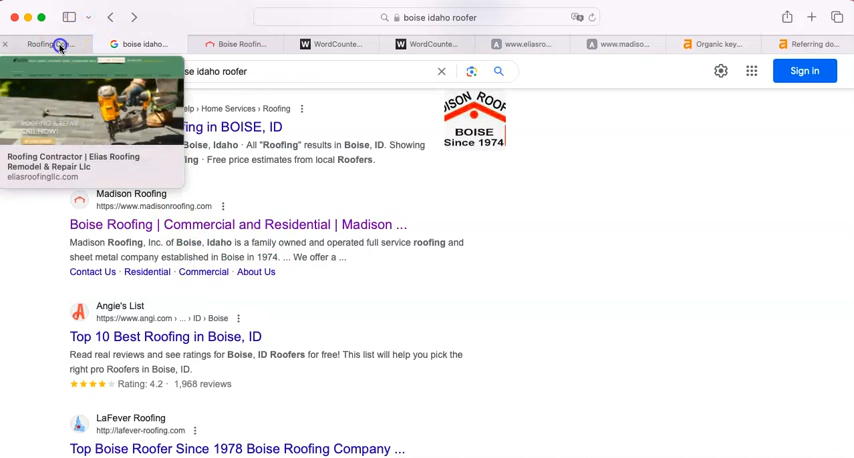 boise idaho roofer
Roofing
boise idaho...
Boise Roofin...
WordCounte...
WordCounte...
www.eliasro...
www.madiso...
Organic key...
Referring do...
se idaho roofer
Sign in
ROOFING &
REPAIR
CALL NOW!
Roofing Contractor | Elias Roofing
Remodel & Repair Llc
eliasroofingllc.com
elp › Home Services › Roofing
ing in BOISE, ID
Boise, Idaho · All "Roofing" results in Boise, ID. Showing
ing · Free price estimates from local Roofers.
ISON ROOF
BOISE
Since 1974
Madison Roofing
https://www.madisonroofing.com
Boise Roofing | Commercial and Residential | Madison ...
Madison Roofing, Inc. of Boise, Idaho is a family owned and operated full service roofing and
sheet metal company established in Boise in 1974. ... We offer a ...
Contact Us · Residential · Commercial · About Us
Angie's List
https://www.angi.com › ... › ID › Boise
Top 10 Best Roofing in Boise, ID
Read real reviews and see ratings for Boise, ID Roofers for free! This list will help you pick the
right pro Roofers in Boise, ID.
Rating: 4.2 · 1,968 reviews
LaFever Roofing
http://lafever-roofing.com
Top Boise Roofer Since 1978 Boise Roofing Company ...